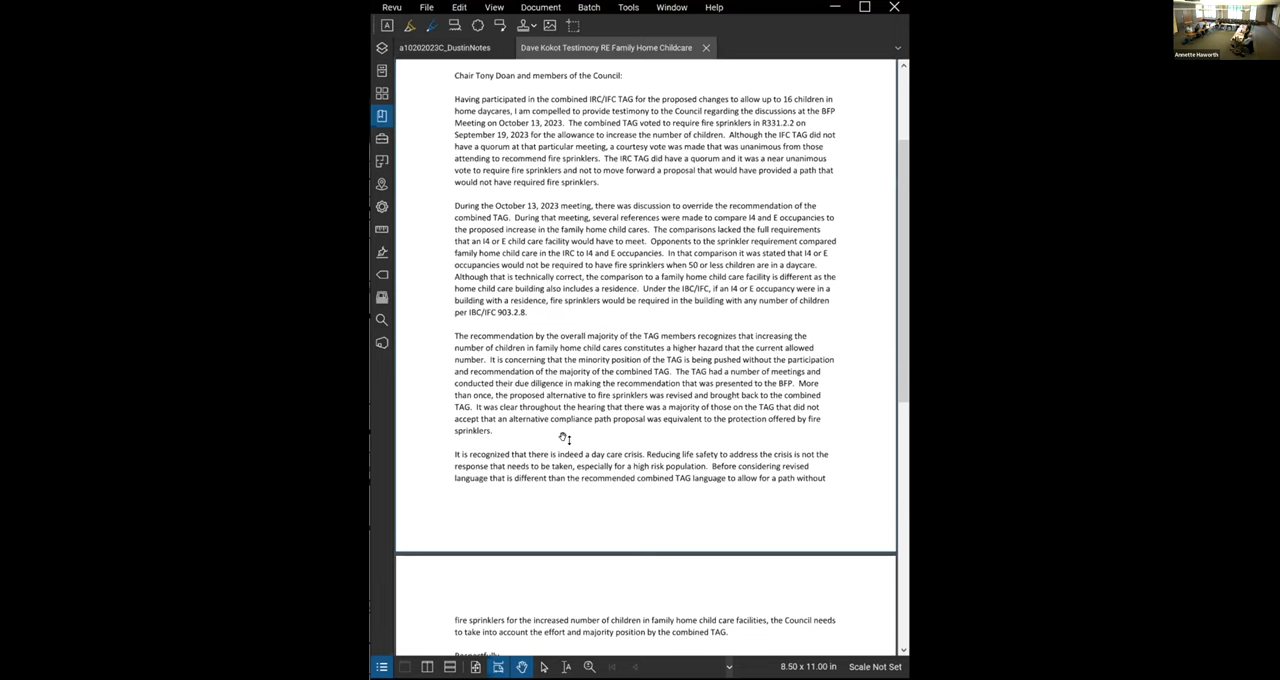 Revu File Edit View Document Batch Tools Window Help
a10202023C_DustinNotes
Dave Kokot Testimony RE Family Home Childcare
Annette Haworth
Chair Tony Doan and members of the Council:
Having participated in the combined IRC/IFC TAG for the proposed changes to allow up to 16 children in
home daycares, I am compelled to provide testimony to the Council regarding the discussions at the BFP
Meeting on October 13, 2023. The combined TAG voted to require fire sprinklers in R331.2.2 on
September 19, 2023 for the allowance to increase the number of children. Although the IFC TAG did not
have a quorum at that particular meeting, a courtesy vote was made that was unanimous from those
attending to recommend fire sprinklers. The IRC TAG did have a quorum and it was a near unanimous
vote to require fire sprinklers and not to move forward a proposal that would have provided a path that
would not have required fire sprinklers.
During the October 13, 2023 meeting, there was discussion to override the recommendation of the
combined TAG. During that meeting, several references were made to compare I4 and E occupancies to
the proposed increase in the family home child cares. The comparisons lacked the full requirements
that an I4 or E child care facility would have to meet. Opponents to the sprinkler requirement compared
family home child care in the IRC to I4 and E occupancies. In that comparison it was stated that I4 or E
occupancies would not be required to have fire sprinklers when 50 or less children are in a daycare.
Although that is technically correct, the comparison to a family home child care facility is different as the
home child care building also includes a residence. Under the IBC/IFC, if an I4 or E occupancy were in a
building with a residence, fire sprinklers would be required in the building with any number of children
per IBC/IFC 903.2.8.
The recommendation by the overall majority of the TAG members recognizes that increasing the
number of children in family home child cares constitutes a higher hazard that the current allowed
number. It is concerning that the minority position of the TAG is being pushed without the participation
and recommendation of the majority of the combined TAG. The TAG had a number of meetings and
conducted their due diligence in making the recommendation that was presented to the BFP. More
than once, the proposed alternative to fire sprinklers was revised and brought back to the combined
TAG. It was clear throughout the hearing that there was a majority of those on the TAG that did not
accept that an alternative compliance path proposal was equivalent to the protection offered by fire
sprinklers.
It is recognized that there is indeed a day care crisis. Reducing life safety to address the crisis is not the
response that needs to be taken, especially for a high risk population. Before considering revised
language that is different than the recommended combined TAG language to allow for a path without
fire sprinklers for the increased number of children in family home child care facilities, the Council needs
to take into account the effort and majority position by the combined TAG.
Respectfully
8.50 x 11.00 in Scale Not Set